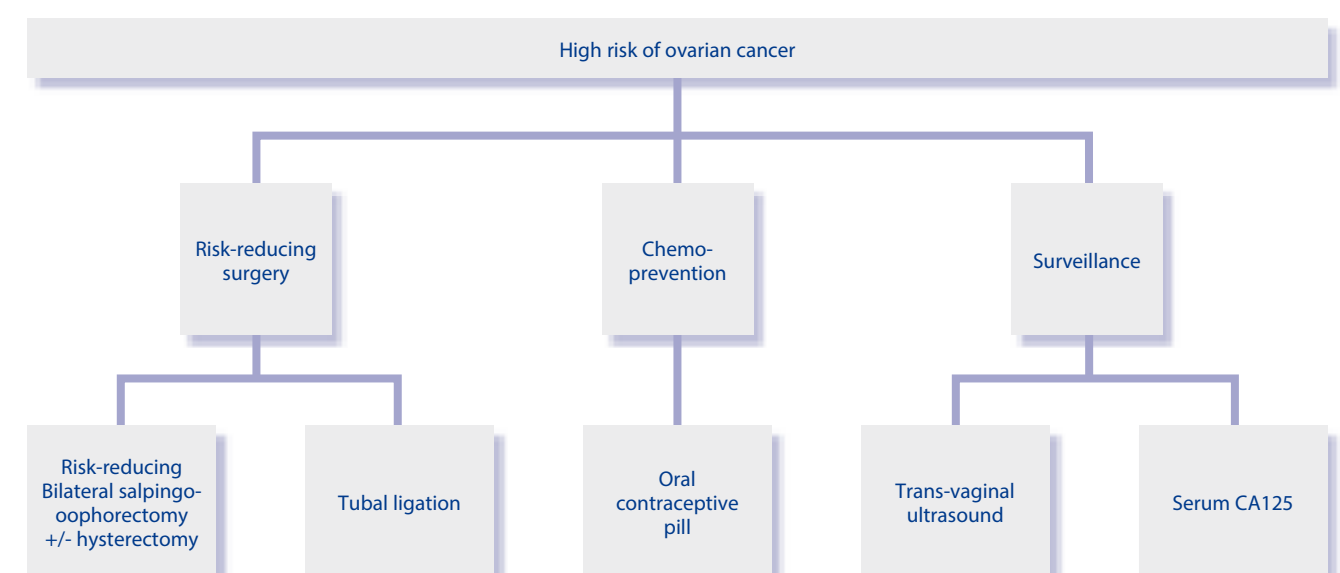 High risk of ovarian cancer
Risk-reducing
surgery
Chemo-
prevention
Surveillance
Risk-reducing
Bilateral salpingo-
oophorectomy
+/- hysterectomy
Tubal ligation
Oral
contraceptive
pill
Trans-vaginal
ultrasound
Serum CA125